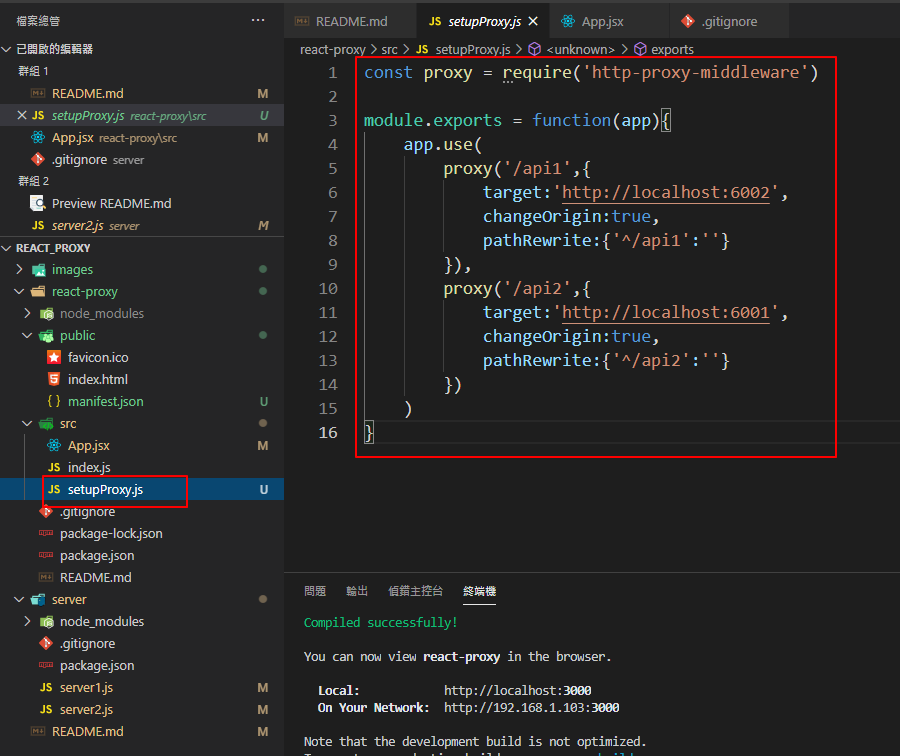 檔案總管 ...
已開啟的編輯器
群組 1
README.md M
JS setupProxy.js react-proxy\src U
App.jsx react-proxy\src M
.gitignore server
群組 2
Preview README.md
JS server2.js server M
REACT_PROXY
images
react-proxy
node_modules
public
favicon.ico
index.html
{ } manifest.json U
src
App.jsx M
JS index.js
JS setupProxy.js U
.gitignore
package-lock.json
package.json
README.md
server
node_modules
.gitignore
package.json
JS server1.js M
JS server2.js M
README.md M
README.md JS setupProxy.js App.jsx .gitignore
react-proxy > src > JS setupProxy.js > <unknown> > exports
1 const proxy = require('http-proxy-middleware')
2
3 module.exports = function(app){
4 app.use(
5 proxy('/api1',{
6 target:'http://localhost:6002',
7 changeOrigin:true,
8 pathRewrite:{'^/api1':''}
9 }),
10 proxy('/api2',{
11 target:'http://localhost:6001',
12 changeOrigin:true,
13 pathRewrite:{'^/api2':''}
14 })
15 )
16 }
問題 輸出 偵錯主控台 終端機
Compiled successfully!
You can now view react-proxy in the browser.
Local: http://localhost:3000
On Your Network: http://192.168.1.103:3000
Note that the development build is not optimized.